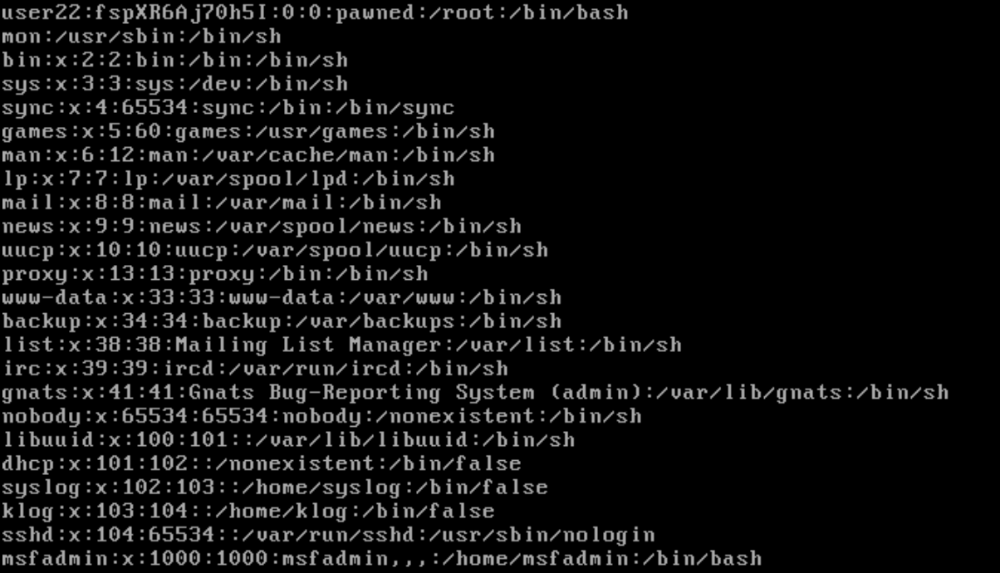 user22:fspXR6Aj70h5I:0:0:pawned:/root:/bin/bash
mon:/usr/sbin:/bin/sh
bin:x:2:2:bin:/bin:/bin/sh
sys:x:3:3:sys:/dev:/bin/sh
sync:x:4:65534:sync:/bin:/bin/sync
games:x:5:60:games:/usr/games:/bin/sh
man:x:6:12:man:/var/cache/man:/bin/sh
lp:x:7:7:lp:/var/spool/lpd:/bin/sh
mail:x:8:8:mail:/var/mail:/bin/sh
news:x:9:9:news:/var/spool/news:/bin/sh
uucp:x:10:10:uucp:/var/spool/uucp:/bin/sh
proxy:x:13:13:proxy:/bin:/bin/sh
www-data:x:33:33:www-data:/var/www:/bin/sh
backup:x:34:34:backup:/var/backups:/bin/sh
list:x:38:38:Mailing List Manager:/var/list:/bin/sh
irc:x:39:39:ircd:/var/run/ircd:/bin/sh
gnats:x:41:41:Gnats Bug-Reporting System (admin):/var/lib/gnats:/bin/sh
nobody:x:65534:65534:nobody:/nonexistent:/bin/sh
libuuid:x:100:101::/var/lib/libuuid:/bin/sh
dhcp:x:101:102::/nonexistent:/bin/false
syslog:x:102:103::/home/syslog:/bin/false
klog:x:103:104::/home/klog:/bin/false
sshd:x:104:65534::/var/run/sshd:/usr/sbin/nologin
msfadmin:x:1000:1000:msfadmin,,,:/home/msfadmin:/bin/bash